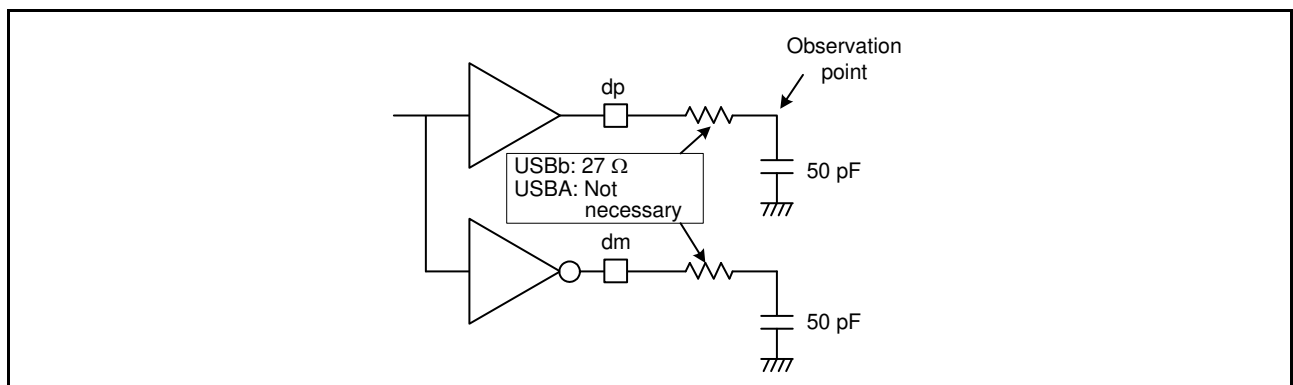 Observation
point
dp
USBb: 27 Ω
USBA: Not
necessary
50 pF
dm
50 pF